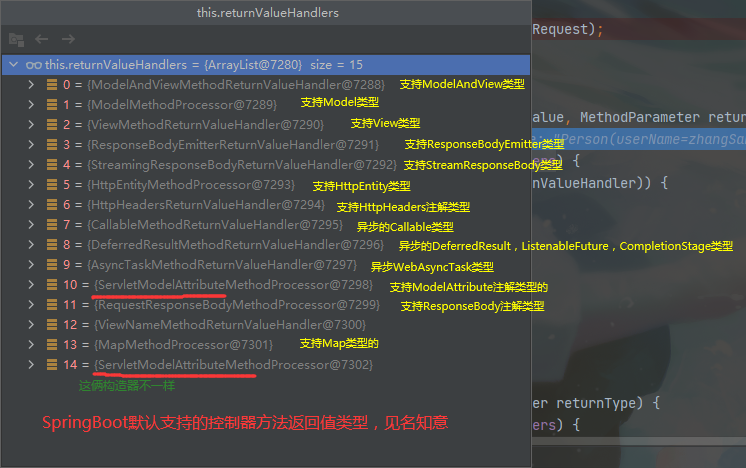 this.returnValueHandlers
Request);
this.returnValueHandlers = {ArrayList@7280} size = 15
0 = {ModelAndViewMethodReturnValueHandler@7288} 支持ModelAndView类型
1 = {ModelMethodProcessor@7289} 支持Model类型
2 = {ViewMethodReturnValueHandler@7290} 支持View类型
alue, MethodParameter retur
3 = {ResponseBodyEmitterReturnValueHandler@7291} 支持ResponseBodyEmitter类型
"Person(userName=zhangSan
4 = {StreamingResponseBodyReturnValueHandler@7292} 支持StreamResponseBody类型
) {
5 = {HttpEntityMethodProcessor@7293} 支持HttpEntity类型
nValueHandler)) {
6 = {HttpHeadersReturnValueHandler@7294} 支持HttpHeaders注解类型
7 = {CallableMethodReturnValueHandler@7295} 异步的Callable类型
8 = {DeferredResultMethodReturnValueHandler@7296} 异步的DeferredResult，ListenableFuture，CompletionStage类型
9 = {AsyncTaskMethodReturnValueHandler@7297} 异步WebAsyncTask类型
10 = {ServletModelAttributeMethodProcessor@7298} 支持ModelAttribute注解类型的
11 = {RequestResponseBodyMethodProcessor@7299} 支持ResponseBody注解类型
12 = {ViewNameMethodReturnValueHandler@7300}
13 = {MapMethodProcessor@7301} 支持Map类型的
14 = {ServletModelAttributeMethodProcessor@7302}
这俩构造器不一样
er returnType) {
SpringBoot默认支持的控制器方法返回值类型，见名知意
ers) {